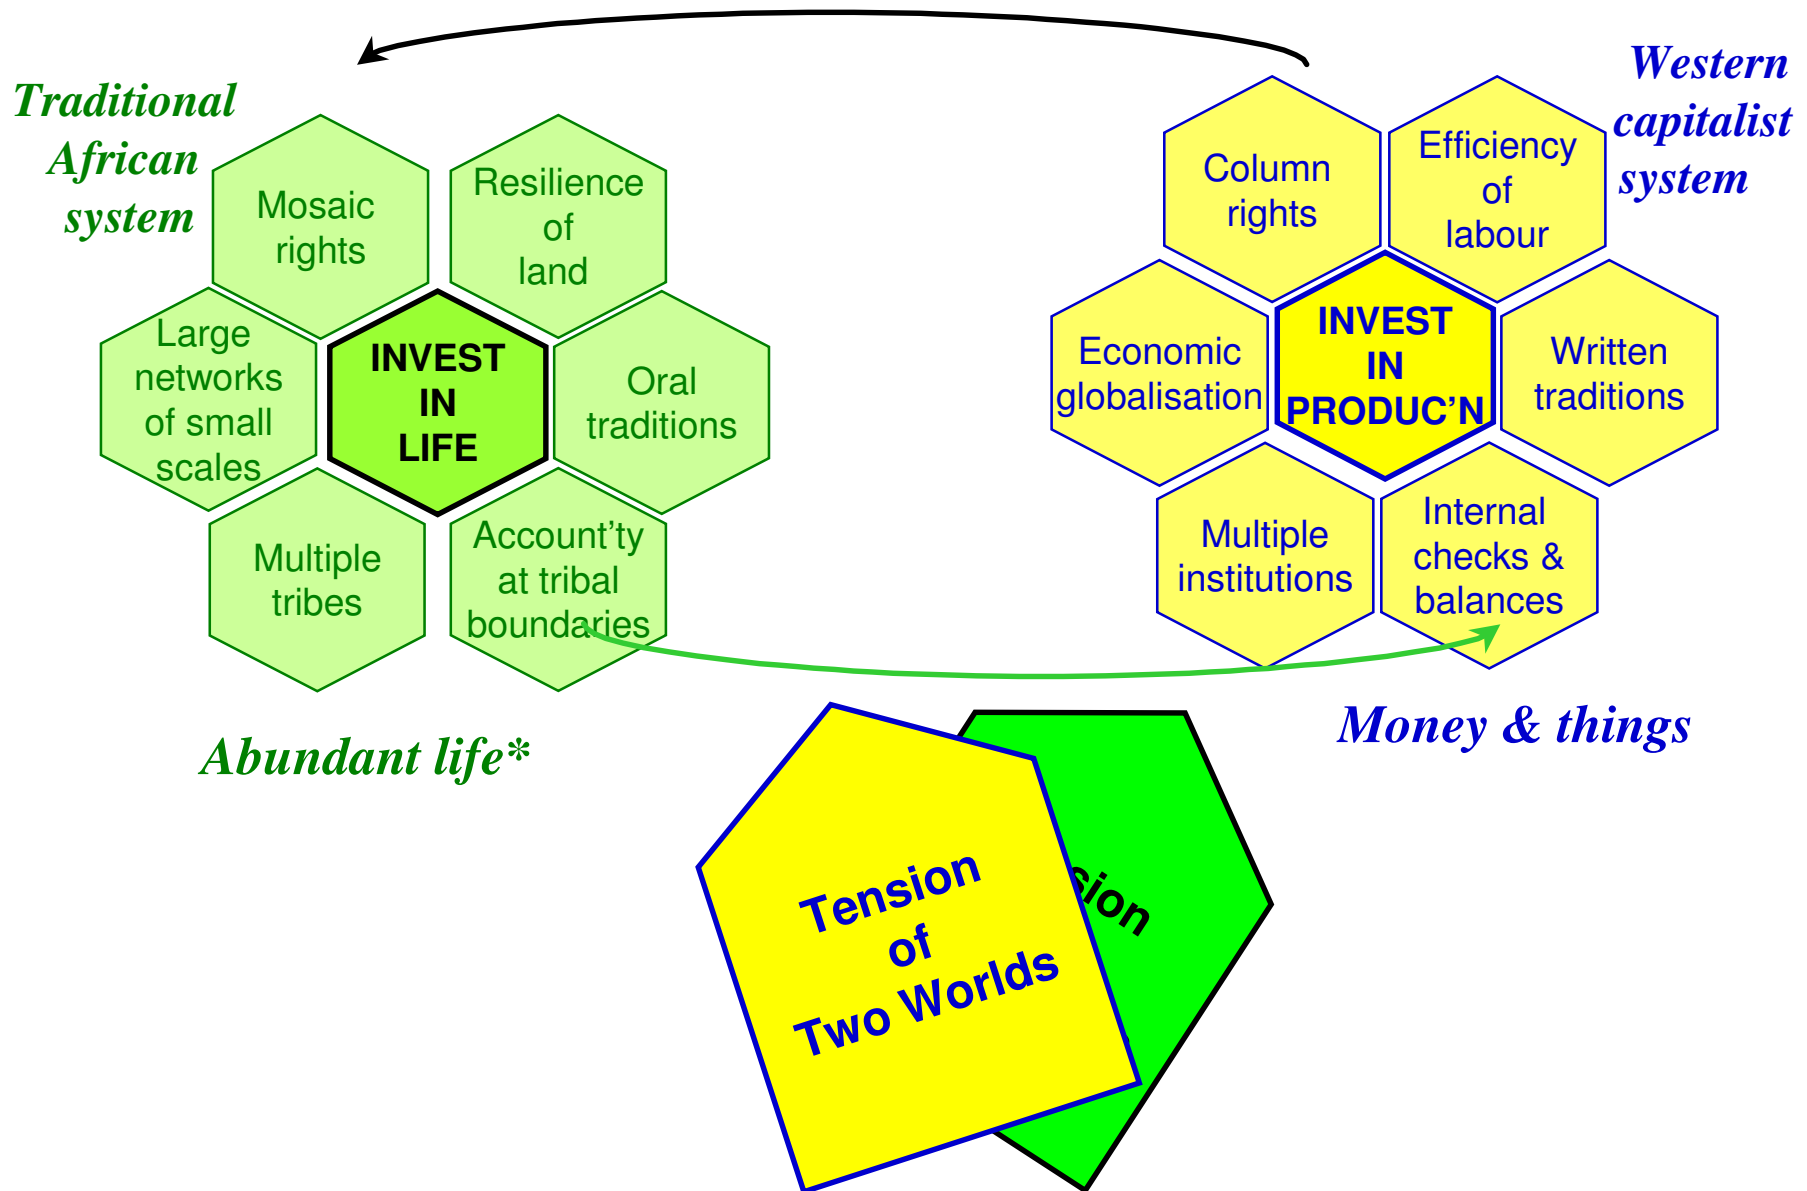 Traditional
African
system
Mosaic
rights
Resilience
of
land
Large
networks
of small
scales
INVEST
IN
LIFE
Oral
traditions
Multiple
tribes
Account'ty
at tribal
boundaries
Abundant life*
Western
capitalist
system
Column
rights
Efficiency
of
labour
Economic
globalisation
INVEST
IN
PRODUC'N
Written
traditions
Multiple
institutions
Internal
checks &
balances
Money & things
Tension
of
Two Worlds
sion